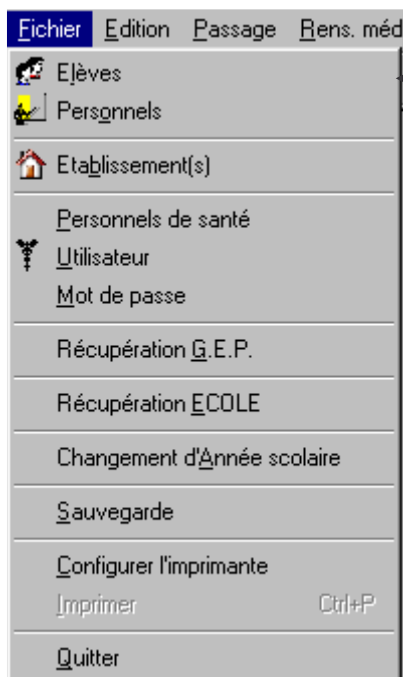 Fichier Edition Passage Rens. méd
Elèves
Personnels
Etablissement(s)
Personnels de santé
Utilisateur
Mot de passe
Récupération G.E.P.
Récupération ECOLE
Changement d'Année scolaire
Sauvegarde
Configurer l'imprimante
Imprimer Ctrl+P
Quitter